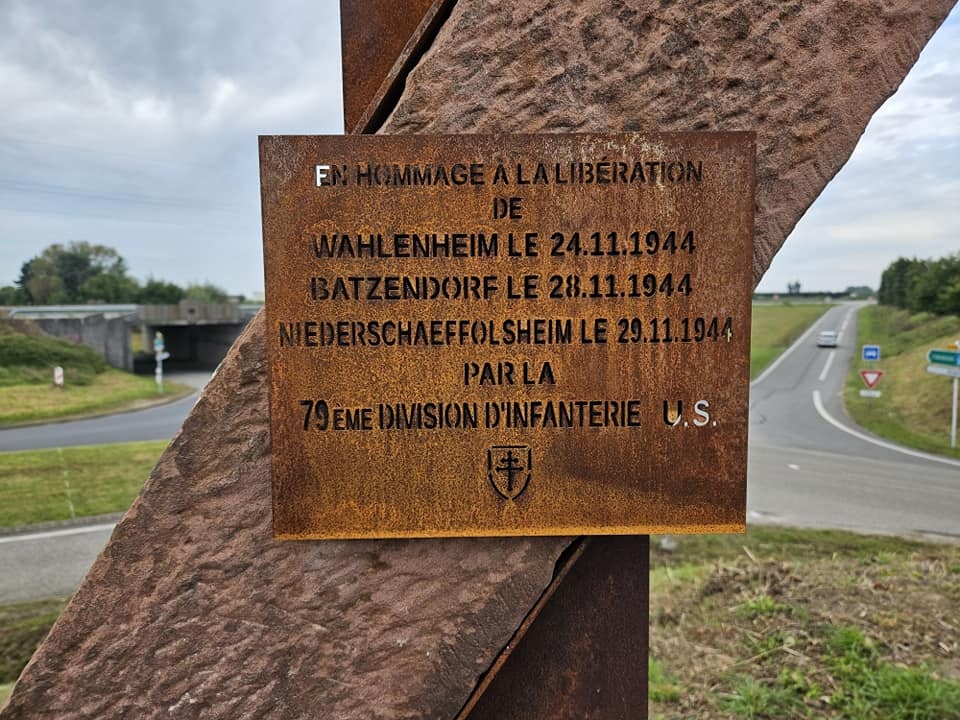 EN HOMMAGE À LA LIBÉRATION
DE
WAHLENHEIM LE 24.11.1944
BATZENDORF LE 28.11.1944
NIEDERSCHAEFFOLSHEIM LE 29.11.1944
PAR LA
79EME DIVISION D'INFANTERIE U.S.